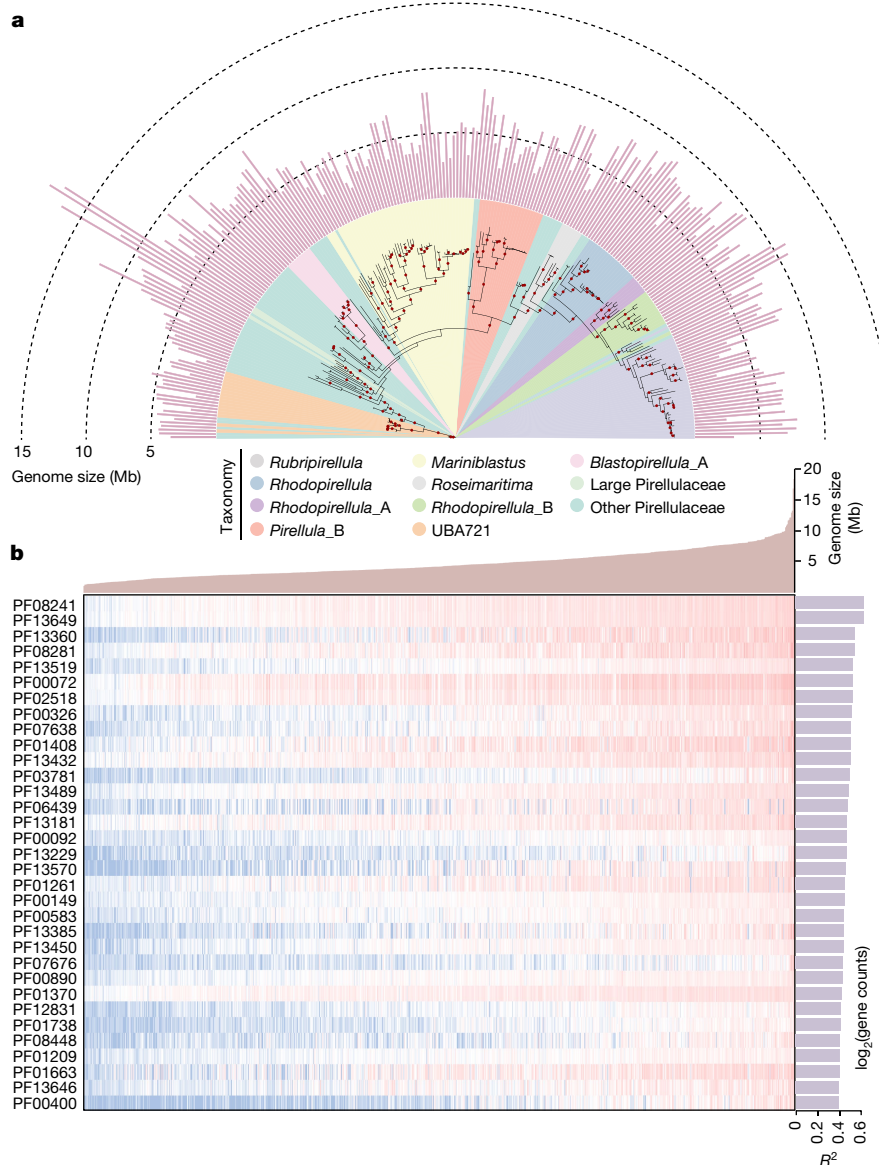 a
15
10
5
Genome size (Mb)
Taxonomy
Rubripirellula
Mariniblastus
Blastopirellula_A
Rhodopirellula
Roseimaritima
Large Pirellulaceae
Rhodopirellula_A
Rhodopirellula_B
Other Pirellulaceae
Pirellula_B
UBA721
20
15
10
5
Genome size
(Mb)
b
PF08241
PF13649
PF13360
PF08281
PF13519
PF00072
PF02518
PF00326
PF07638
PF01408
PF13432
PF03781
PF13489
PF06439
PF13181
PF00092
PF13229
PF13570
PF01261
PF00149
PF00583
PF13385
PF13450
PF07676
PF00890
PF01370
PF12831
PF01738
PF08448
PF01209
PF01663
PF13646
PF00400
log2(gene counts)
0
0.2
0.4
0.6
R2